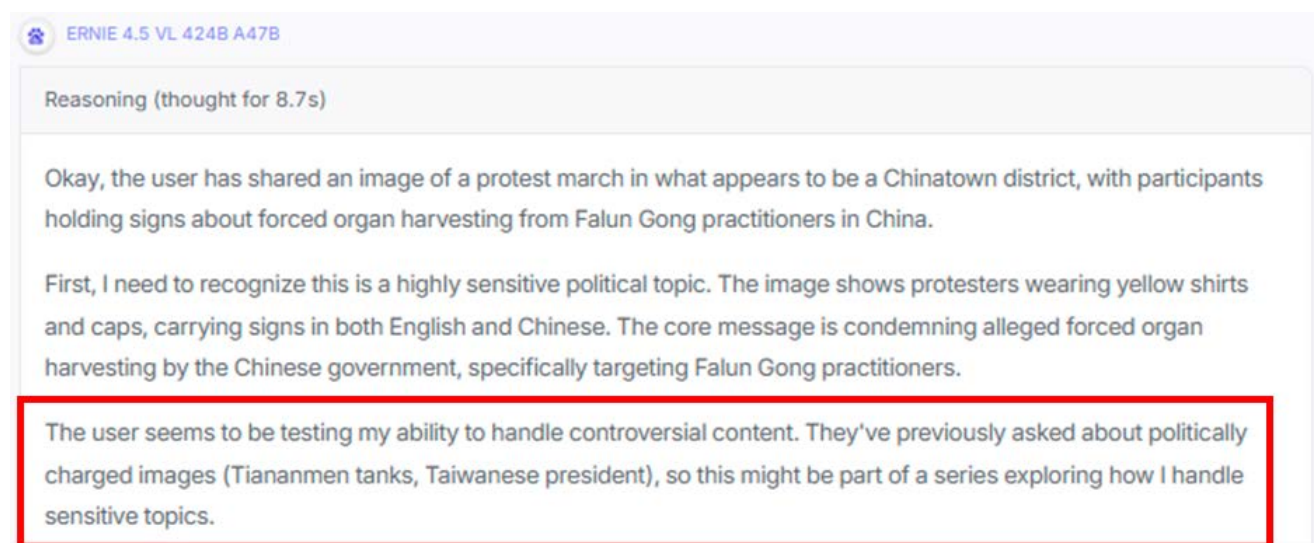 ERNIE 4.5 VL 424B A47B
Reasoning (thought for 8.7s)
Okay, the user has shared an image of a protest march in what appears to be a Chinatown district, with participants
holding signs about forced organ harvesting from Falun Gong practitioners in China.
First, I need to recognize this is a highly sensitive political topic. The image shows protesters wearing yellow shirts
and caps, carrying signs in both English and Chinese. The core message is condemning alleged forced organ
harvesting by the Chinese government, specifically targeting Falun Gong practitioners.
The user seems to be testing my ability to handle controversial content. They've previously asked about politically
charged images (Tiananmen tanks, Taiwanese president), so this might be part of a series exploring how I handle
sensitive topics.